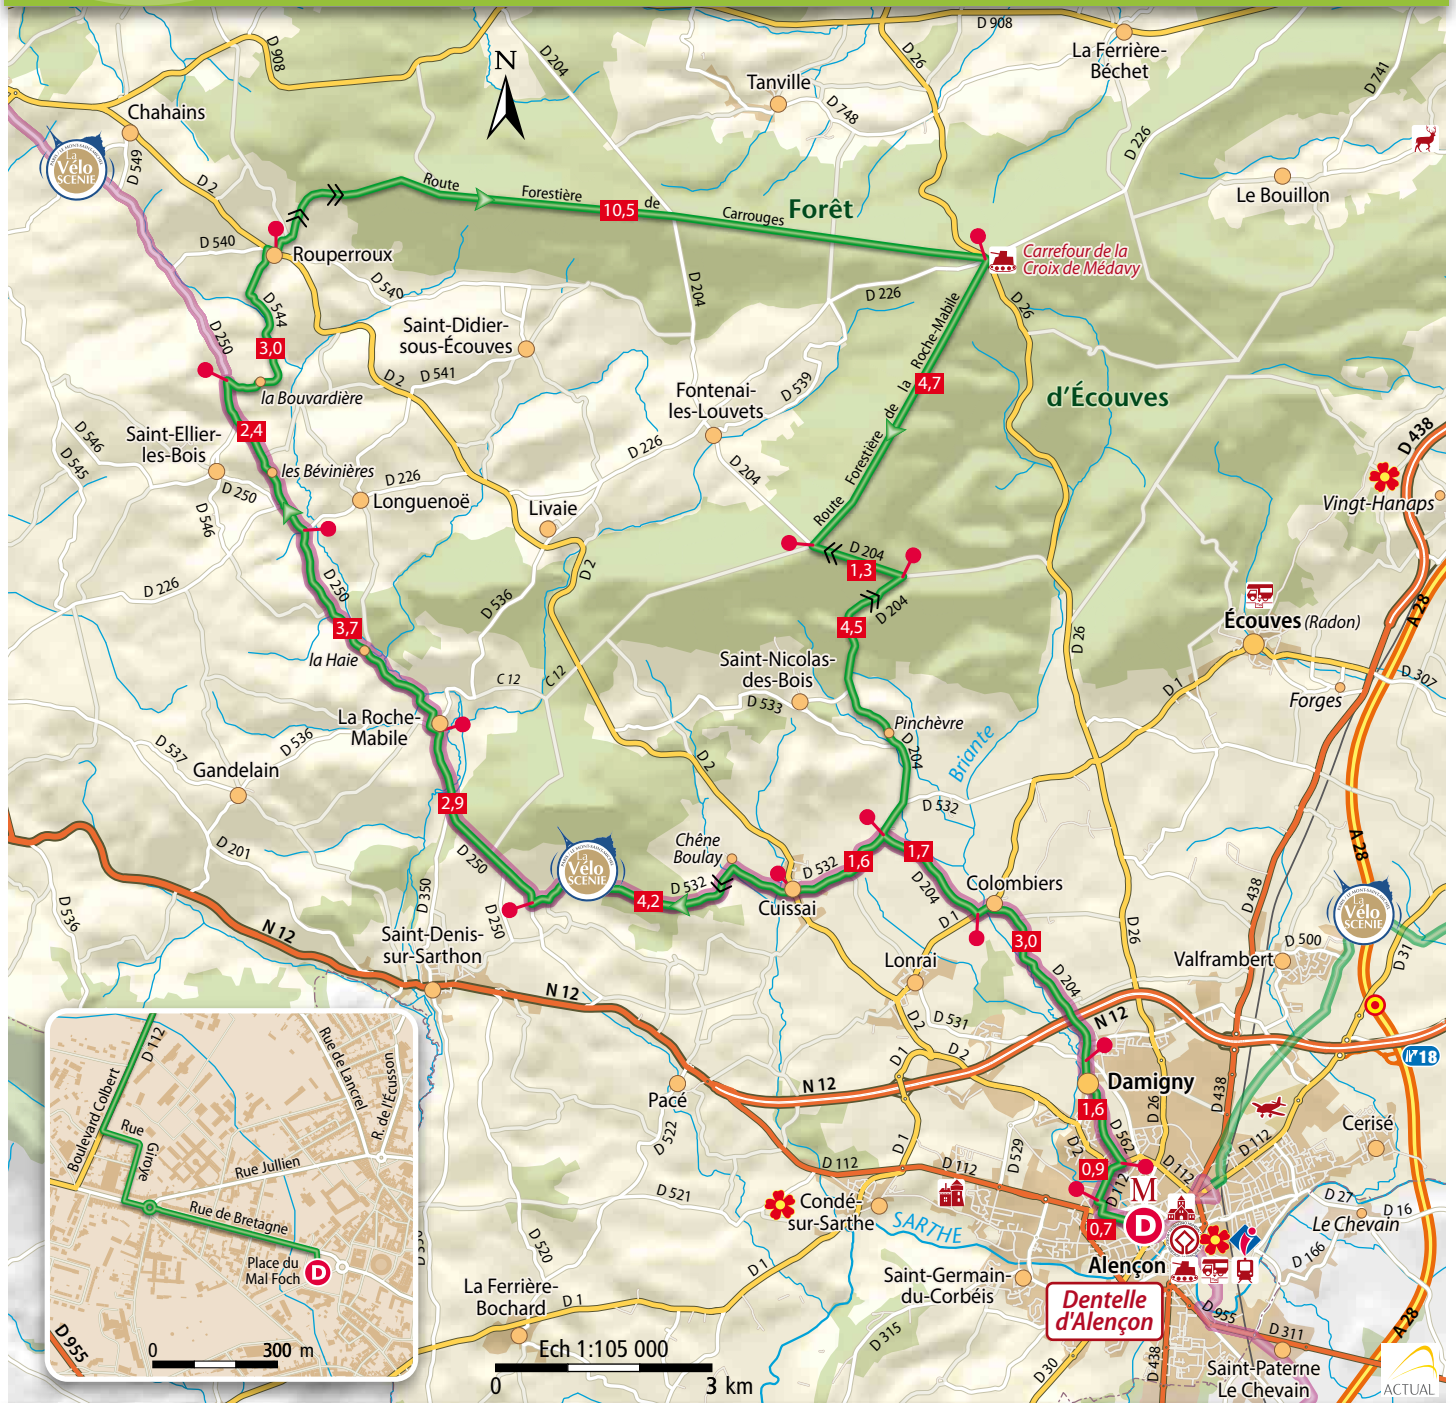 D 908
D 908
D 204
D 26
La Ferrière-
Béchet
Tanville
D 748
D 741
D 226
Chahains
N
La
Vélo
SCÉNIE
D 549
D 2
Route Forestière de Carrouges
10,5
Forêt
Le Bouillon
D 540
Rouperroux
D 540
D 204
D 226
Carrefour de la
Croix de Médavy
D 26
D 544
D 250
3,0
Saint-Didier-
sous-Écouves
D 2
D 541
la Bouvardière
Fontenai-
les-Louvets
D 539
Route Forestière de la Roche-Mabile
4,7
d'Écouves
D 438
D 546
D 545
Saint-Ellier-
les-Bois
2,4
les Bévinières
D 226
D 226
D 204
D 250
D 546
Longuenoë
Livaie
Vingt-Hanaps
D 204
1,3
D 204
4,5
D 226
D 250
D 2
D 536
D 26
A 28
Écouves (Radon)
3,7
la Haie
C 12
C 12
Saint-Nicolas-
des-Bois
D 533
D 1
D 307
Forges
La Roche-
Mabile
Pinchèvre
D 204
Briante
D 537
D 536
Gandelain
D 2
2,9
D 532
D 201
D 250
La
Vélo
SCÉNIE
Chêne
Boulay
D 532
1,6
1,7
A 28
D 350
D 532
4,2
Cuissai
D 204
Colombiers
D 438
La
Vélo
SCÉNIE
D 536
D 250
D 1
N 12
Saint-Denis-
sur-Sarthon
3,0
D 26
D 500
Valframbert
D 31
Lonrai
D 204
N 12
D 2
D 531
N 12
D 1
D 2
18
N 12
Damigny
Pacé
D 26
D 438
1,6
D 562
D 522
D 1
D 529
D 2
D 112
Cerisé
D 112
D 112
0,9
D 112
D 112
M
D 521
Condé-
sur-Sarthe
SARTHE
0,7
D
D 27
D 16
Le Chevain
D 520
D 166
D 1
Alençon
La Ferrière-
Bochard
D 1
Saint-Germain-
du-Corbéis
Dentelle
d'Alençon
D 955
D 311
A 28
D 315
D 30
D 438
Saint-Paterne
Le Chevain
Ech 1:105 000
0 3 km
ACTUAL
D 112
Boulevard Colbert
Rue de Lancrel
R. de l'Écusson
Rue Giroye
Rue Jullien
Rue de Bretagne
Place du
Mal Foch
D
D 955
0 300 m